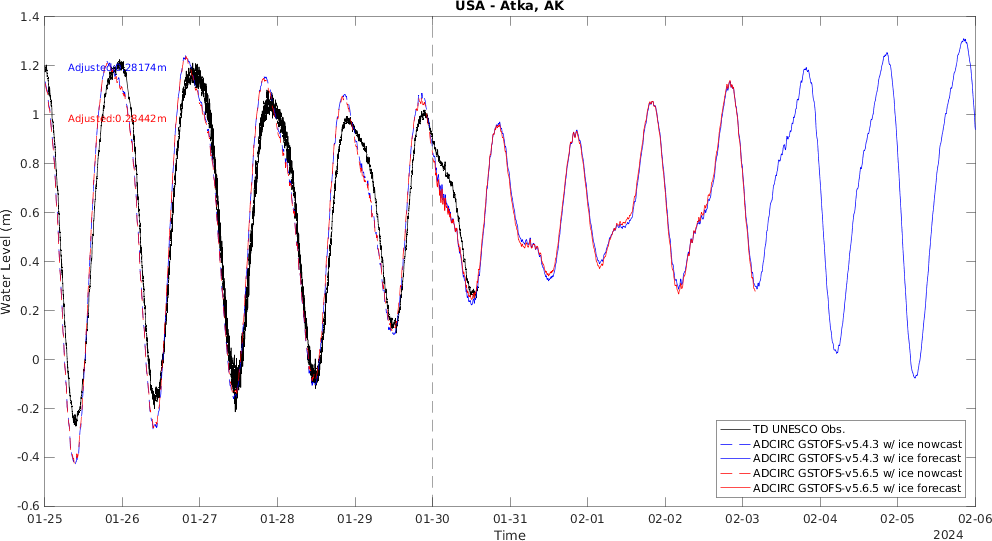 USA - Atka, AK
1.4
1.2
1
0.8
0.6
0.4
0.2
0
-0.2
-0.4
-0.6
Water Level (m)
Adjusted:0.28174m
Adjusted:0.28442m
TD UNESCO Obs.
ADCIRC GSTOFS-v5.4.3 w/ ice nowcast
ADCIRC GSTOFS-v5.4.3 w/ ice forecast
ADCIRC GSTOFS-v5.6.5 w/ ice nowcast
ADCIRC GSTOFS-v5.6.5 w/ ice forecast
01-25 01-26 01-27 01-28 01-29 01-30 01-31 02-01 02-02 02-03 02-04 02-05 02-06
Time
2024